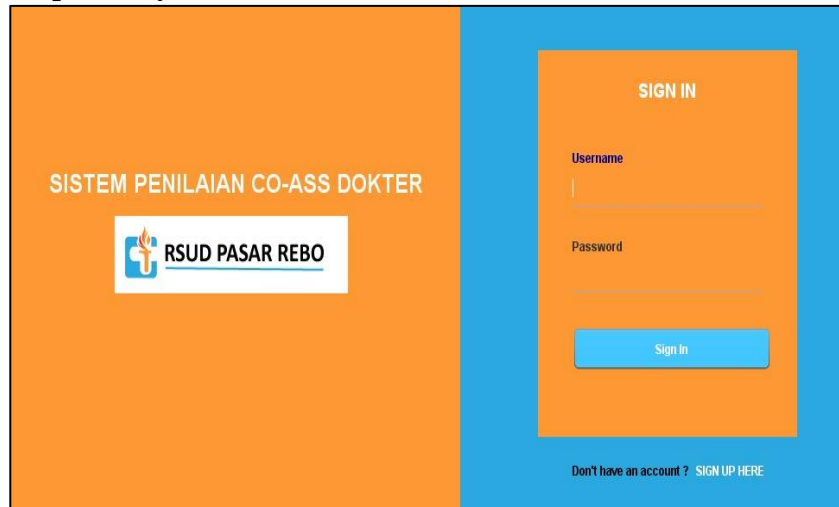 SISTEM PENILAIAN CO-ASS DOKTER
RSUD PASAR REBO
SIGN IN
Username
Password
Sign In
Don't have an account ? SIGN UP HERE